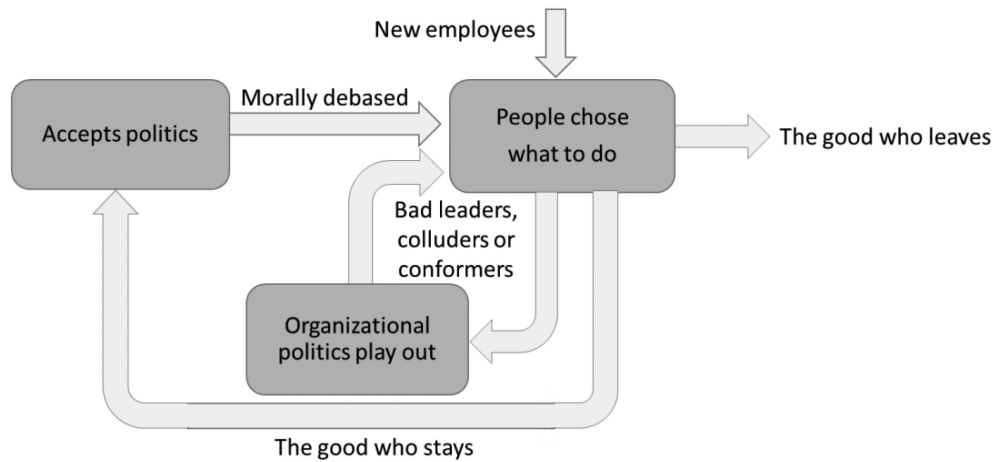 New employees
Morally debased
Accepts politics
People chose
what to do
The good who leaves
Bad leaders,
colluders or
conformers
Organizational
politics play out
The good who stays